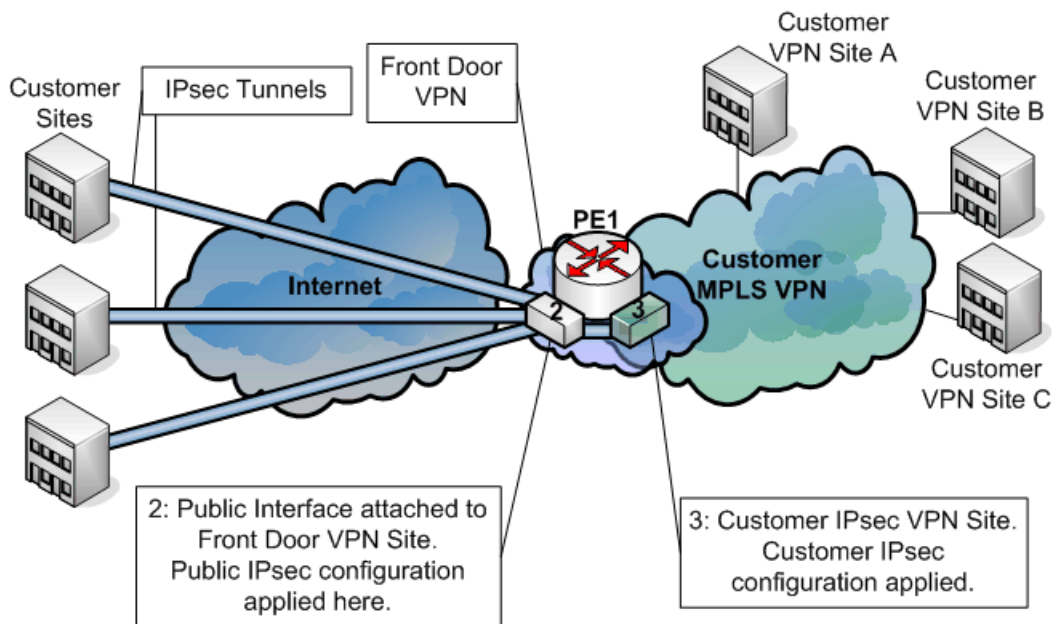 Customer
Sites
IPsec Tunnels
Front Door
VPN
Customer
VPN Site A
Customer
VPN Site B
PE1
Internet
Customer
MPLS VPN
2
3
Customer
VPN Site C
2: Public Interface attached to
Front Door VPN Site.
Public IPsec configuration
applied here.
3: Customer IPsec VPN Site.
Customer IPsec
configuration applied.